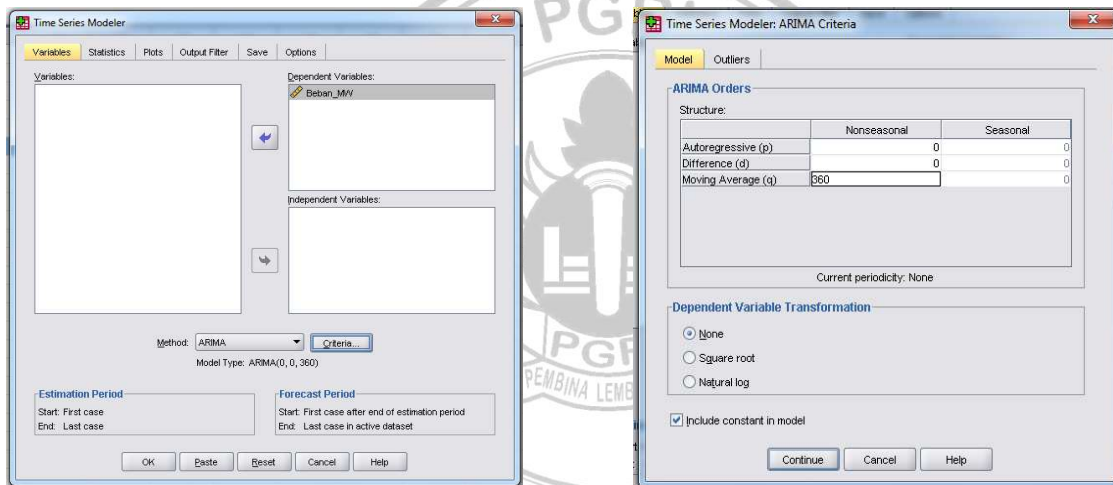 Time Series Modeler
Variables Statistics Plots Output Filter Save Options
Variables:
Dependent Variables:
Beban_MW
Independent Variables:
Method: ARIMA Criteria...
Model Type: ARIMA(0, 0, 360)
Estimation Period
Start: First case
End: Last case
Forecast Period
Start: First case after end of estimation period
End: Last case in active dataset
OK Paste Reset Cancel Help
PGRI
PEMBINA LEMB
Time Series Modeler: ARIMA Criteria
Model Outliers
ARIMA Orders
Structure:
Nonseasonal Seasonal
Autoregressive (p) 0 0
Difference (d) 0 0
Moving Average (q) 360 0
Current periodicity: None
Dependent Variable Transformation
None
Square root
Natural log
Include constant in model
Continue Cancel Help